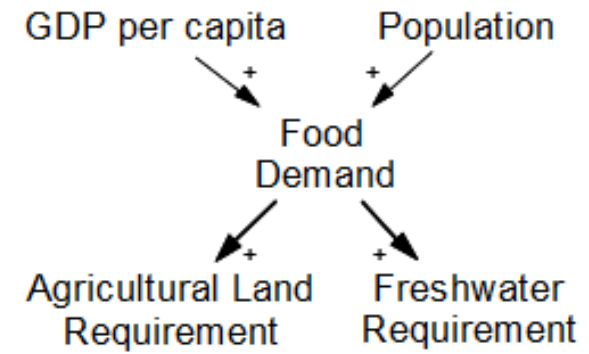 GDP per capita
Population
+
+
Food
Demand
+
+
Agricultural Land
Requirement
Freshwater
Requirement